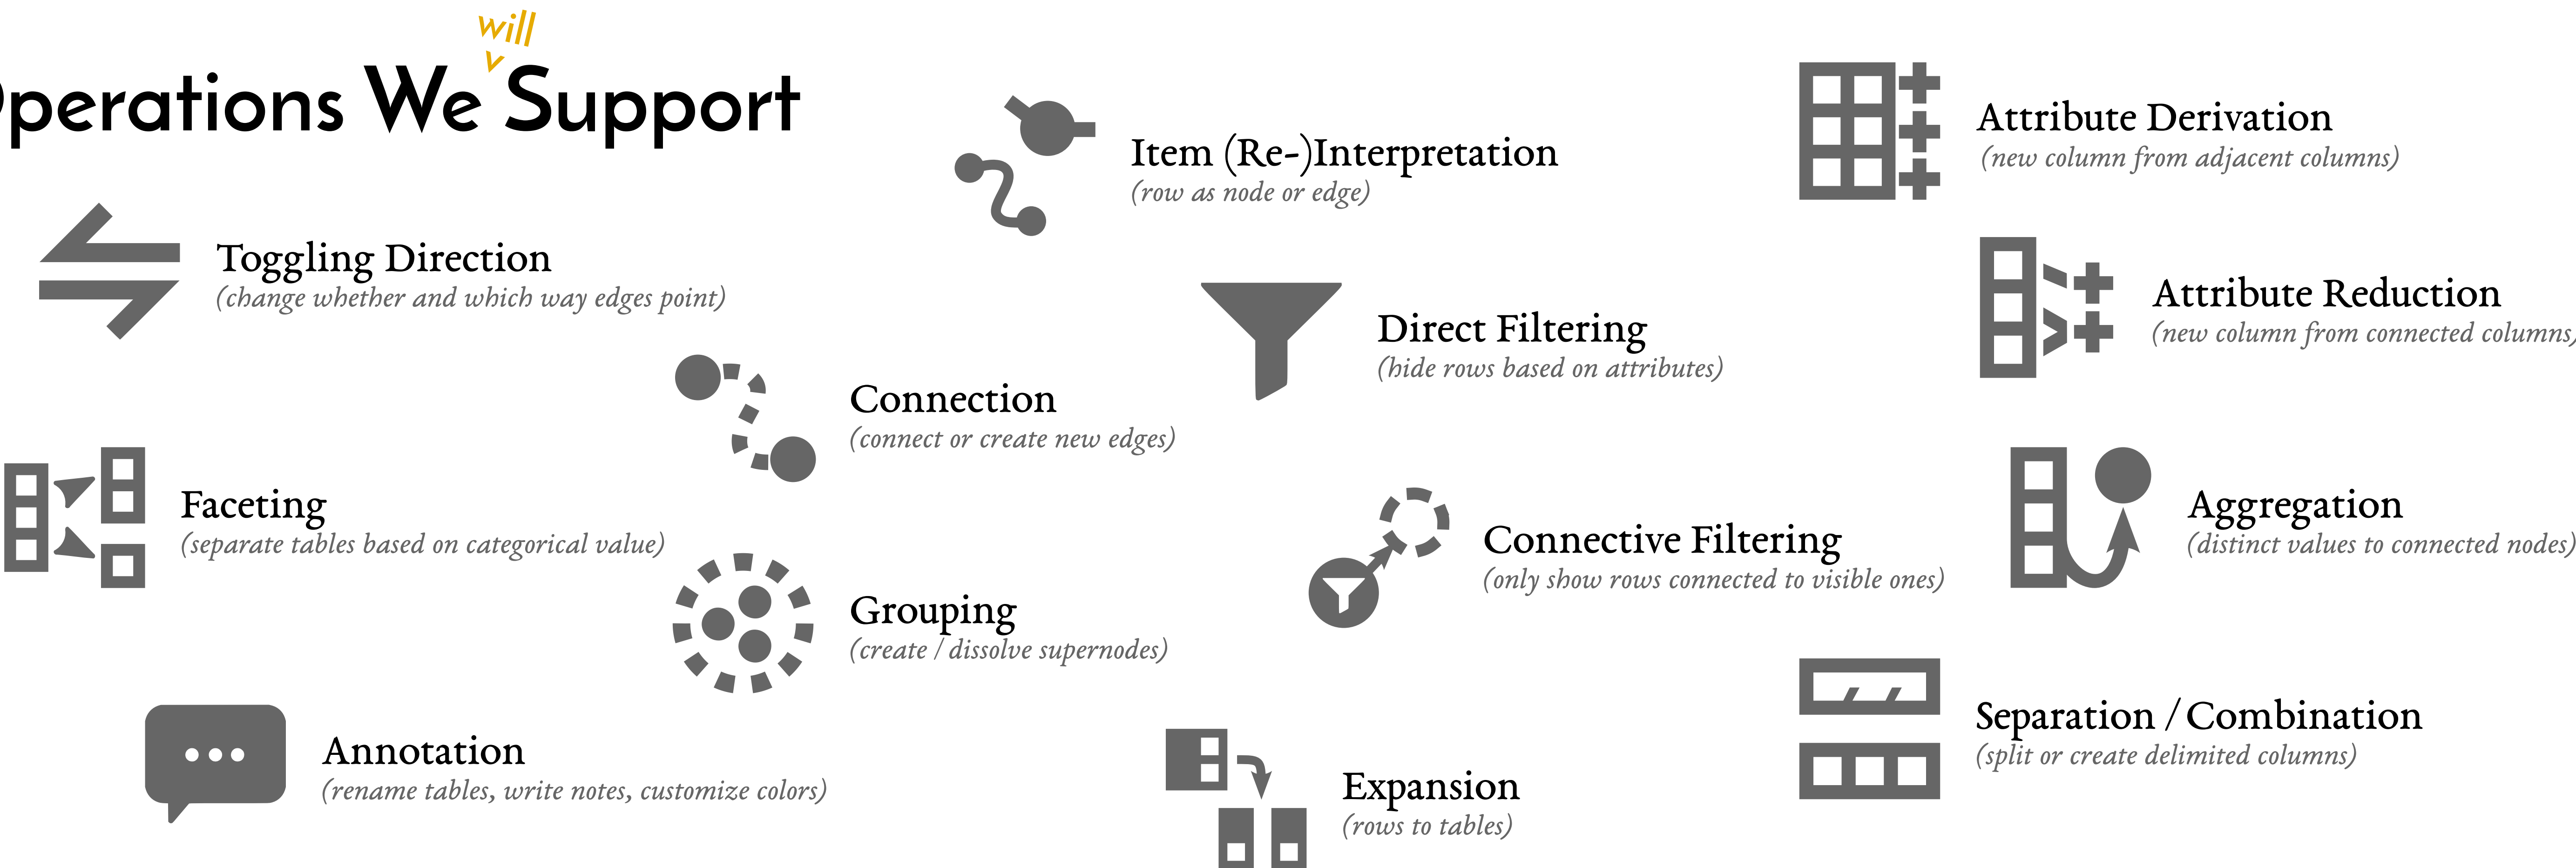 will
v
Operations We Support
Toggling Direction
(change whether and which way edges point)
Faceting
(separate tables based on categorical value)
Annotation
(rename tables, write notes, customize colors)
Connection
(connect or create new edges)
Grouping
(create / dissolve supernodes)
Item (Re-)Interpretation
(row as node or edge)
Direct Filtering
(hide rows based on attributes)
Connective Filtering
(only show rows connected to visible ones)
Expansion
(rows to tables)
Attribute Derivation
(new column from adjacent columns)
Attribute Reduction
(new column from connected columns)
Aggregation
(distinct values to connected nodes)
Separation / Combination
(split or create delimited columns)